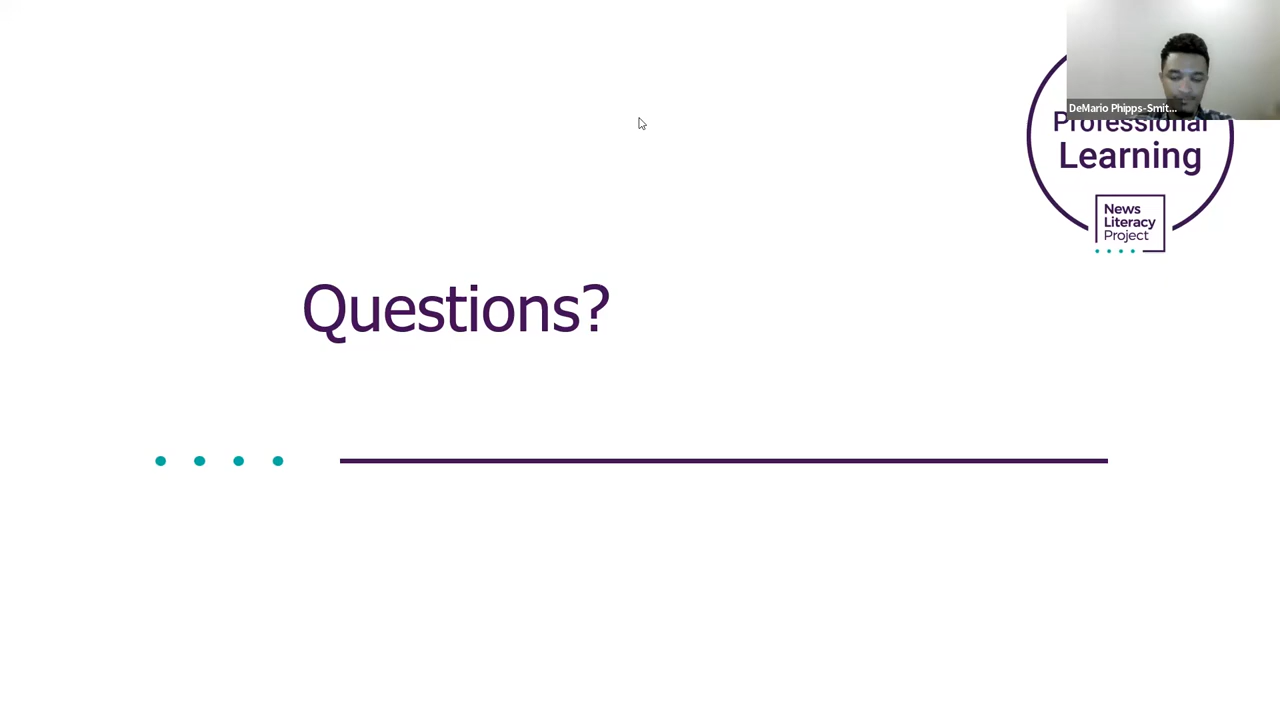 DeMario Phipps-Smit...
Professional
Learning
News
Literacy
Project
Questions?